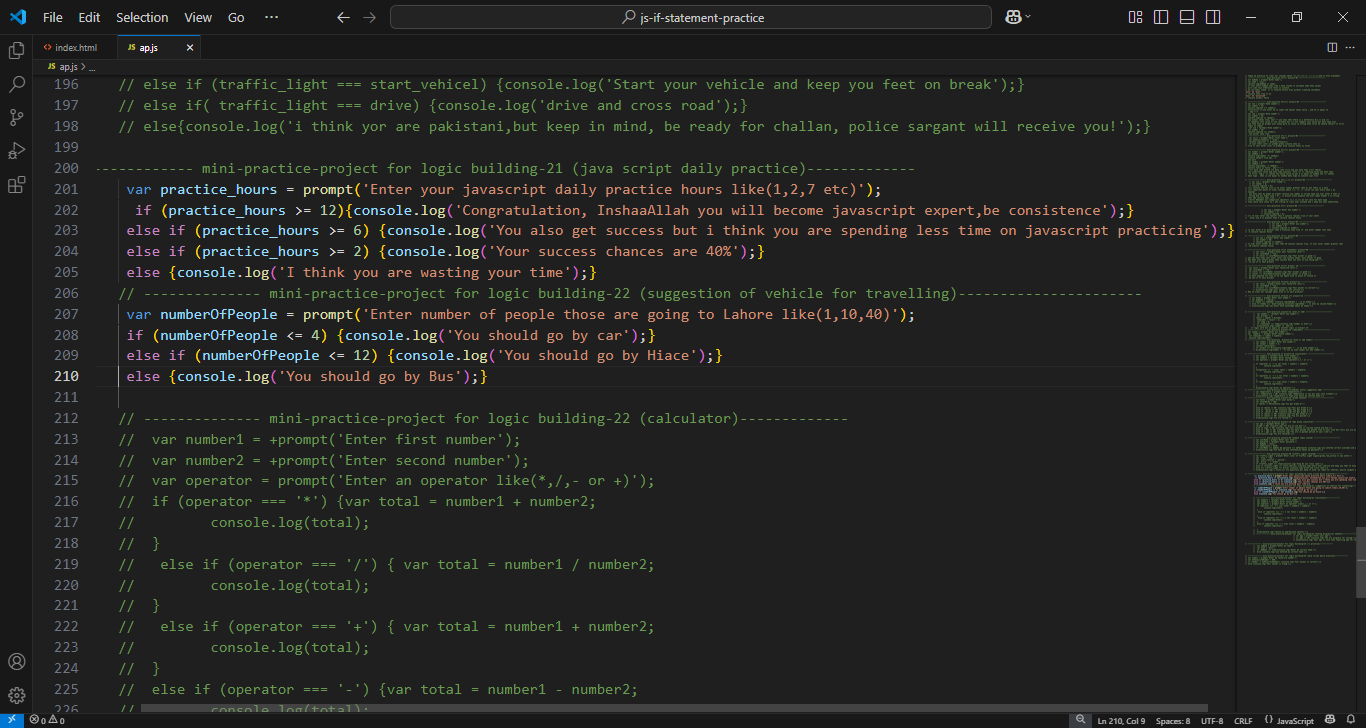 File Edit Selection View Go ··· js-if-statement-practice
index.html
JS ap.js
JS ap.js > ...
196 // else if (traffic_light === start_vehicel) {console.log('Start your vehicle and keep you feet on break');}
197 // else if( traffic_light === drive) {console.log('drive and cross road');}
198 // else{console.log('i think yor are pakistani,but keep in mind, be ready for challan, police sargant will receive you!');}
199
200 ------------ mini-practice-project for logic building-21 (java script daily practice)-------------
201 var practice_hours = prompt('Enter your javascript daily practice hours like(1,2,7 etc)');
202 if (practice_hours >= 12){console.log('Congratulation, InshaaAllah you will become javascript expert,be consistence');}
203 else if (practice_hours >= 6) {console.log('You also get success but i think you are spending less time on javascript practicing');}
204 else if (practice_hours >= 2) {console.log('Your success chances are 40%');}
205 else {console.log('I think you are wasting your time');}
206 // -------------- mini-practice-project for logic building-22 (suggestion of vehicle for travelling)----------------------
207 var numberOfPeople = prompt('Enter number of people those are going to Lahore like(1,10,40)');
208 if (numberOfPeople <= 4) {console.log('You should go by car');}
209 else if (numberOfPeople <= 12) {console.log('You should go by Hiace');}
210 else {console.log('You should go by Bus');}
211
212 // -------------- mini-practice-project for logic building-22 (calculator)-------------
213 // var number1 = +prompt('Enter first number');
214 // var number2 = +prompt('Enter second number');
215 // var operator = prompt('Enter an operator like(*,/,- or +)');
216 // if (operator === '*') {var total = number1 + number2;
217 // console.log(total);
218 // }
219 // else if (operator === '/') { var total = number1 / number2;
220 // console.log(total);
221 // }
222 // else if (operator === '+') { var total = number1 + number2;
223 // console.log(total);
224 // }
225 // else if (operator === '-') {var total = number1 - number2;
226 // console.log(total);
0 0 Ln 210, Col 9 Spaces: 8 UTF-8 CRLF {} JavaScript